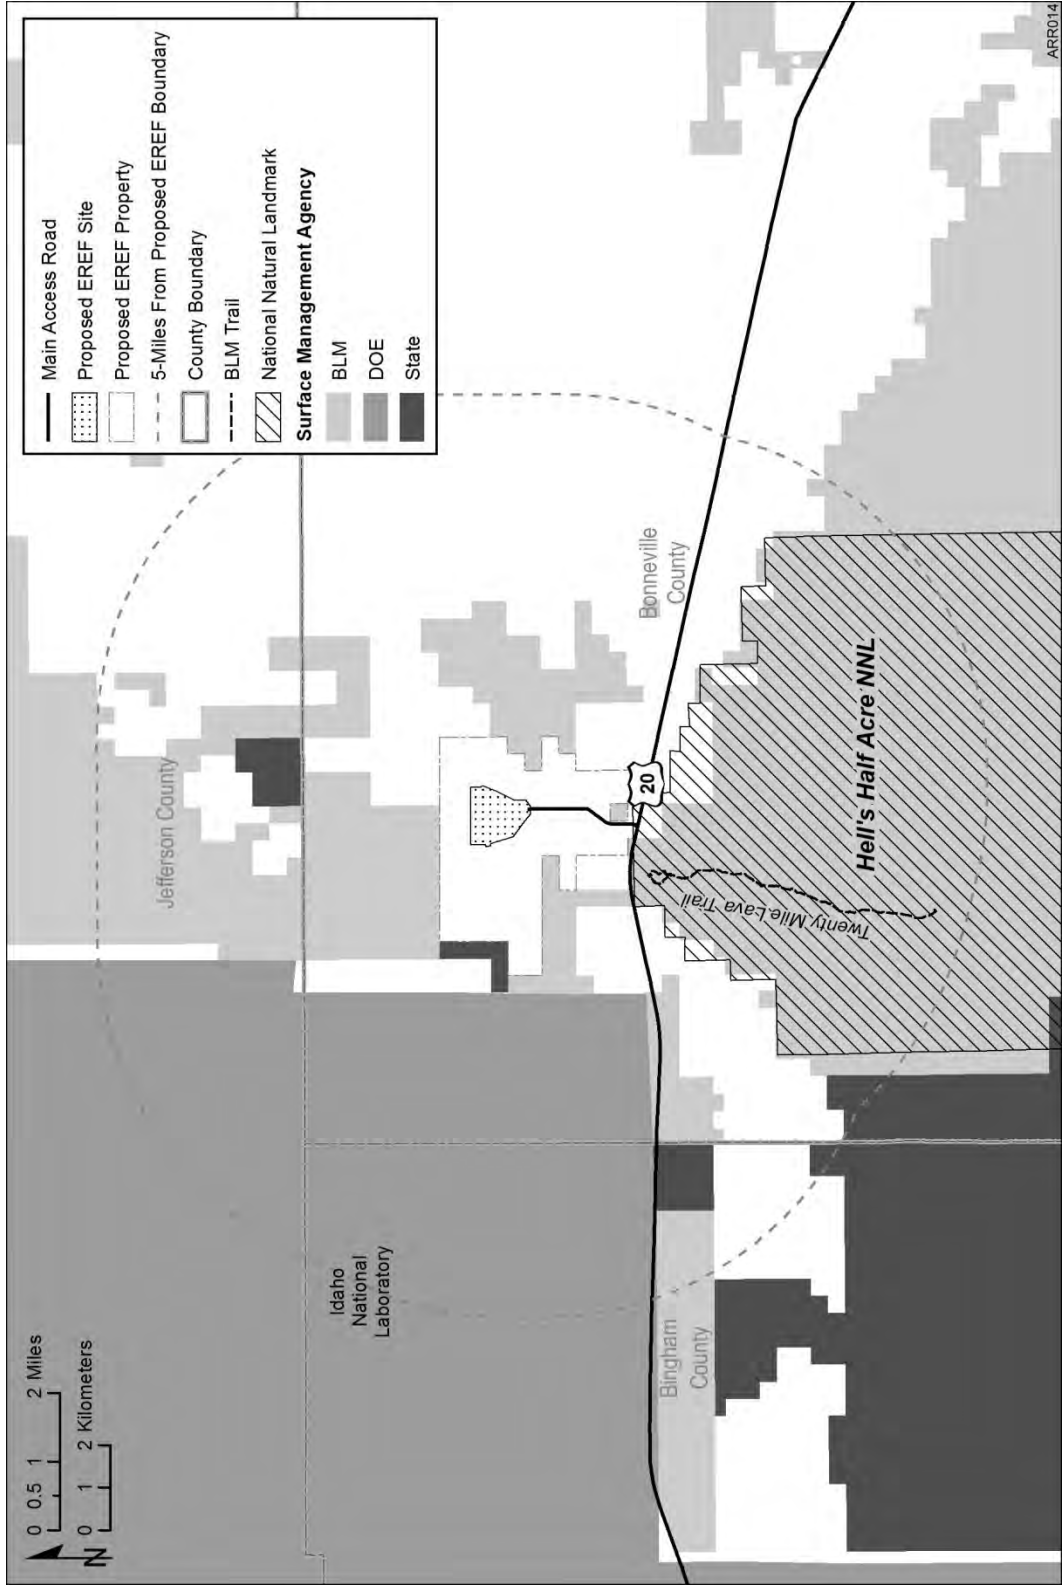 0 0.5 1 2 Miles
0 1 2 Kilometers
N
Main Access Road
Proposed EREF Site
Proposed EREF Property
5-Miles From Proposed EREF Boundary
County Boundary
BLM Trail
National Natural Landmark
Surface Management Agency
BLM
DOE
State
Jefferson County
Idaho
National
Laboratory
Bonneville
County
20
Bingham
County
Twenty Mile Lava Trail
Hell's Half Acre NNL
ARR014